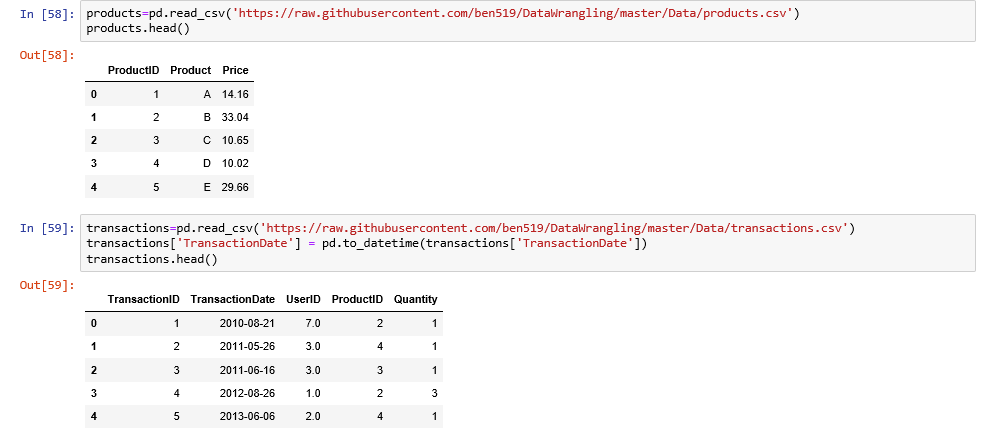 In [58]: products=pd.read_csv('https://raw.githubusercontent.com/ben519/DataWrangling/master/Data/products.csv')
products.head()
Out[58]:
ProductID Product Price
0 1 A 14.16
1 2 B 33.04
2 3 C 10.65
3 4 D 10.02
4 5 E 29.66
In [59]: transactions=pd.read_csv('https://raw.githubusercontent.com/ben519/DataWrangling/master/Data/transactions.csv')
transactions['TransactionDate'] = pd.to_datetime(transactions['TransactionDate'])
transactions.head()
Out[59]:
TransactionID TransactionDate UserID ProductID Quantity
0 1 2010-08-21 7.0 2 1
1 2 2011-05-26 3.0 4 1
2 3 2011-06-16 3.0 3 1
3 4 2012-08-26 1.0 2 3
4 5 2013-06-06 2.0 4 1